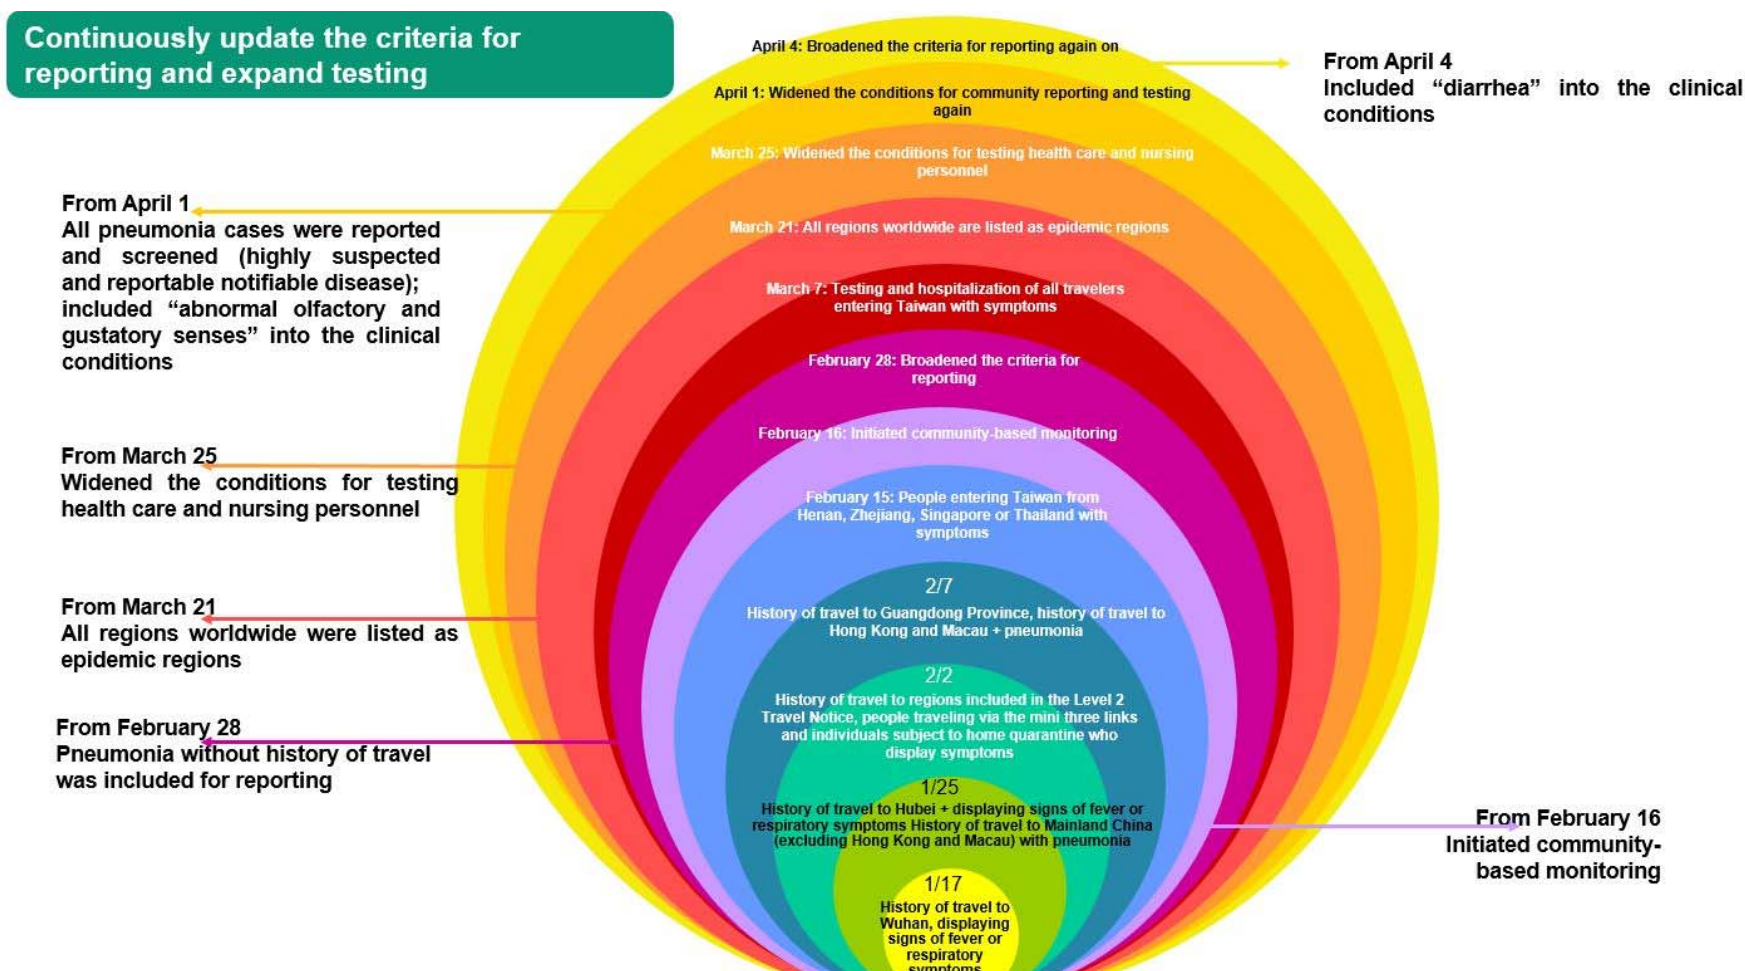 Continuously update the criteria for
reporting and expand testing
April 4: Broadened the criteria for reporting again on
From April 4
Included “diarrhea” into the clinical
conditions
April 1: Widened the conditions for community reporting and testing
again
March 25: Widened the conditions for testing health care and nursing
personnel
From April 1
All pneumonia cases were reported
and screened (highly suspected
and reportable notifiable disease);
included “abnormal olfactory and
gustatory senses” into the clinical
conditions
March 21: All regions worldwide are listed as epidemic regions
March 7: Testing and hospitalization of all travelers
entering Taiwan with symptoms
February 28: Broadened the criteria for
reporting
February 16: Initiated community-based monitoring
From March 25
Widened the conditions for testing
health care and nursing personnel
February 15: People entering Taiwan from
Henan, Zhejiang, Singapore or Thailand with
symptoms
2/7
History of travel to Guangdong Province, history of travel to
Hong Kong and Macau + pneumonia
From March 21
All regions worldwide were listed as
epidemic regions
2/2
History of travel to regions included in the Level 2
Travel Notice, people traveling via the mini three links
and individuals subject to home quarantine who
display symptoms
From February 28
Pneumonia without history of travel
was included for reporting
1/25
History of travel to Hubei + displaying signs of fever or
respiratory symptoms History of travel to Mainland China
(excluding Hong Kong and Macau) with pneumonia
From February 16
Initiated community-
based monitoring
1/17
History of travel to
Wuhan, displaying
signs of fever or
respiratory
symptoms